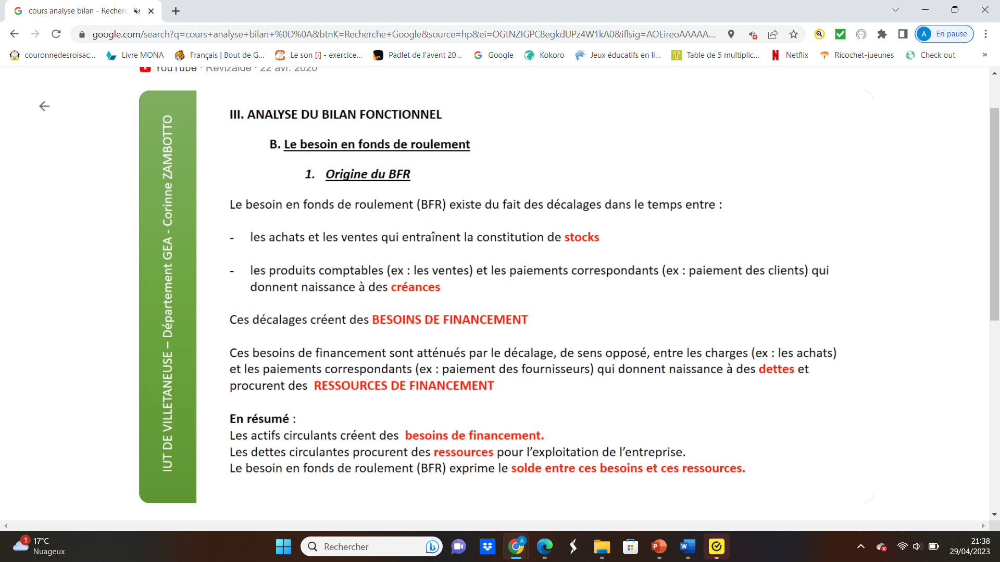 cours analyse bilan - Recherc
google.com/search?q=cours+analyse+bilan+%0D%0A&btnK=Recherche+Google&source=hp&ei=OGtNZIGPC8egkdUPz4W1kA0&iflsig=AOEireoAAAAA...
A En pause
couronnedesroisac...
Livre MONA
Français | Bout de G...
Le son [i] - exercice...
Padlet de l'avent 20...
Google
Kokoro
Jeux éducatifs en li...
Table de 5 multiplic...
Netflix
Ricochet-jueunes
Check out
»
YouTube · Revizaide · 22 avr. 2020
IUT DE VILLETANEUSE – Département GEA - Corinne ZAMBOTTO
III. ANALYSE DU BILAN FONCTIONNEL
B. Le besoin en fonds de roulement
1. Origine du BFR
Le besoin en fonds de roulement (BFR) existe du fait des décalages dans le temps entre :
- les achats et les ventes qui entraînent la constitution de stocks
- les produits comptables (ex : les ventes) et les paiements correspondants (ex : paiement des clients) qui
donnent naissance à des créances
Ces décalages créent des BESOINS DE FINANCEMENT
Ces besoins de financement sont atténués par le décalage, de sens opposé, entre les charges (ex : les achats)
et les paiements correspondants (ex : paiement des fournisseurs) qui donnent naissance à des dettes et
procurent des RESSOURCES DE FINANCEMENT
En résumé :
Les actifs circulants créent des besoins de financement.
Les dettes circulantes procurent des ressources pour l’exploitation de l’entreprise.
Le besoin en fonds de roulement (BFR) exprime le solde entre ces besoins et ces ressources.
1
17°C
Nuageux
Rechercher
21:38
29/04/2023